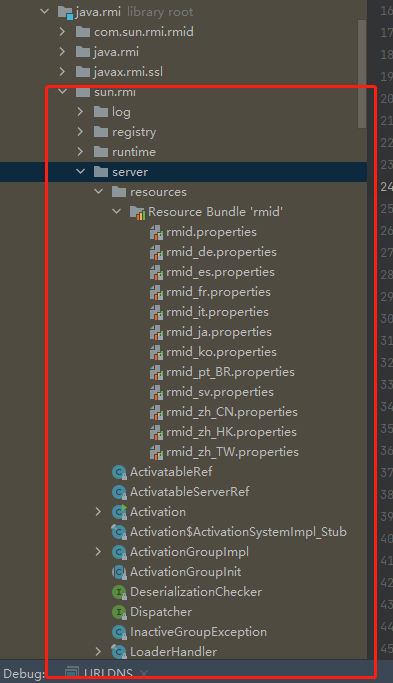 java.rmi library root
com.sun.rmi.rmid
java.rmi
javax.rmi.ssl
sun.rmi
log
registry
runtime
server
resources
Resource Bundle 'rmid'
rmid.properties
rmid_de.properties
rmid_es.properties
rmid_fr.properties
rmid_it.properties
rmid_ja.properties
rmid_ko.properties
rmid_pt_BR.properties
rmid_sv.properties
rmid_zh_CN.properties
rmid_zh_HK.properties
rmid_zh_TW.properties
ActivatableRef
ActivatableServerRef
Activation
Activation$ActivationSystemImpl_Stub
ActivationGroupImpl
ActivationGroupInit
DeserializationChecker
Dispatcher
InactiveGroupException
LoaderHandler
Debug: URLDNS
16
19
20
21
22
23
24
25
26
27
28
29
30
31
32
33
34
35
36
37
38
39
40
41
42
43
44
45